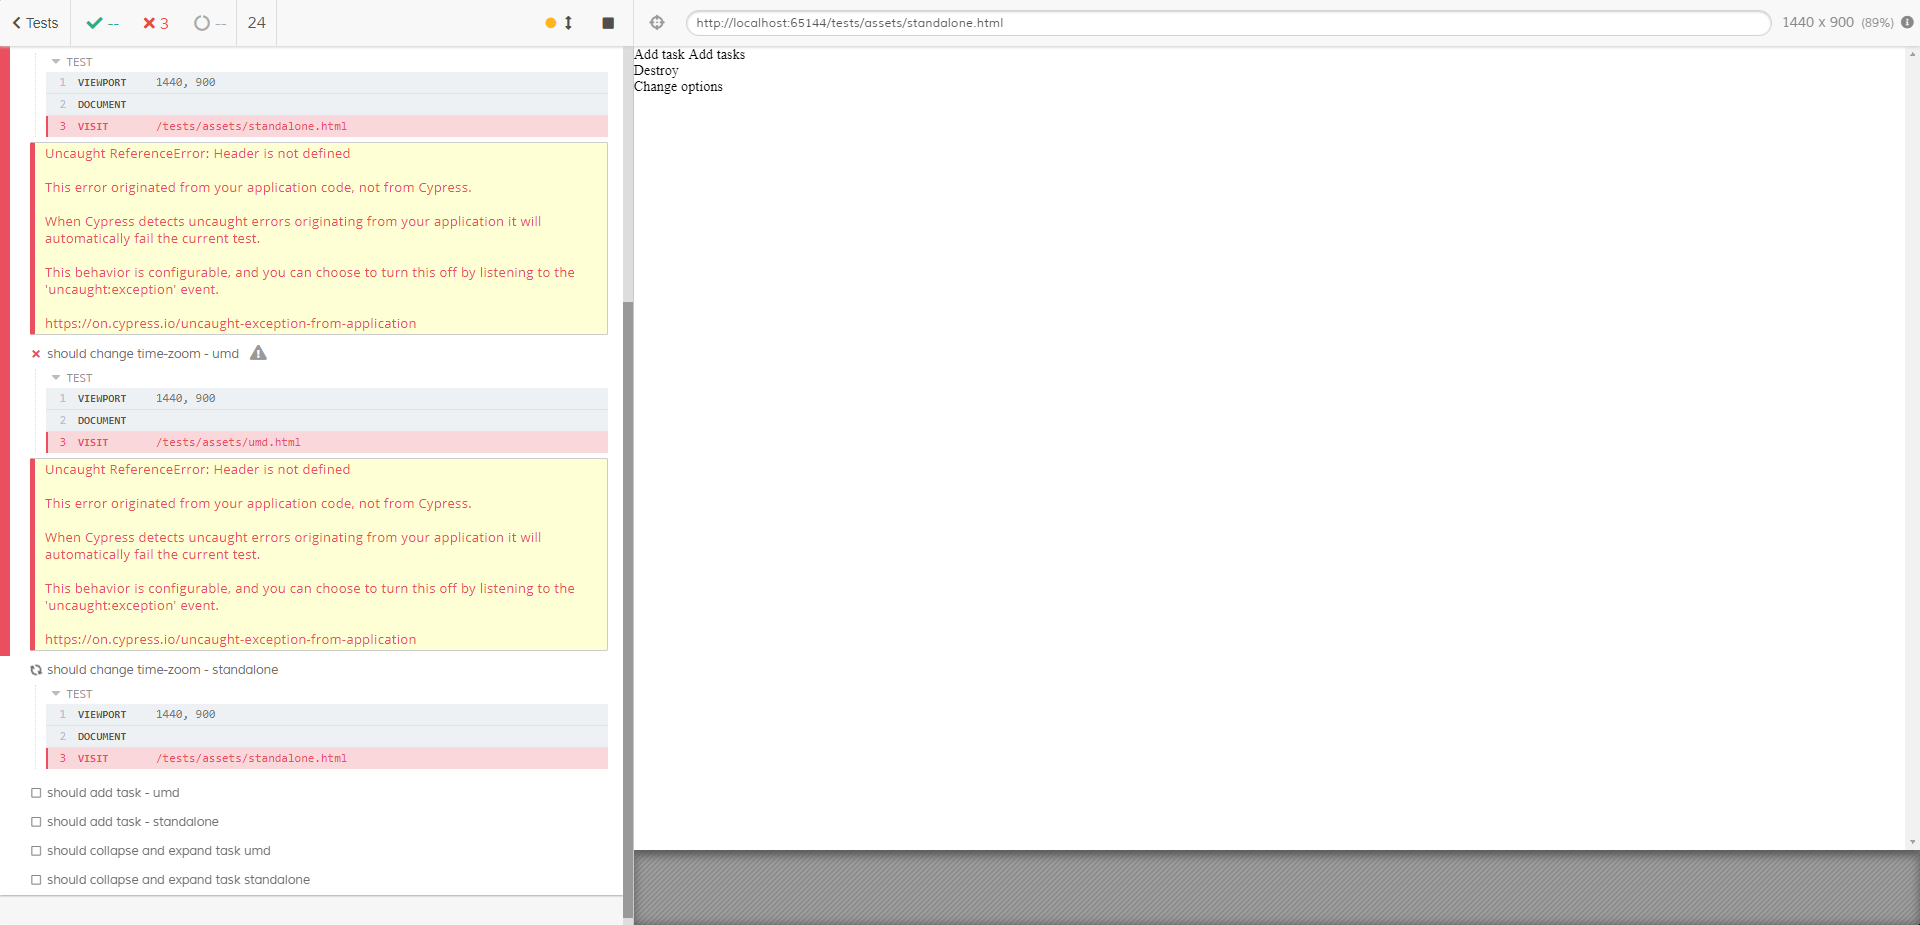 Tests -- 3 -- 24
http://localhost:65144/tests/assets/standalone.html 1440 x 900 (89%)
TEST
1 VIEWPORT 1440, 900
2 DOCUMENT
3 VISIT /tests/assets/standalone.html
Uncaught ReferenceError: Header is not defined
This error originated from your application code, not from Cypress.
When Cypress detects uncaught errors originating from your application it will
automatically fail the current test.
This behavior is configurable, and you can choose to turn this off by listening to the
'uncaught:exception' event.
https://on.cypress.io/uncaught-exception-from-application
should change time-zoom - umd
TEST
1 VIEWPORT 1440, 900
2 DOCUMENT
3 VISIT /tests/assets/umd.html
Uncaught ReferenceError: Header is not defined
This error originated from your application code, not from Cypress.
When Cypress detects uncaught errors originating from your application it will
automatically fail the current test.
This behavior is configurable, and you can choose to turn this off by listening to the
'uncaught:exception' event.
https://on.cypress.io/uncaught-exception-from-application
should change time-zoom - standalone
TEST
1 VIEWPORT 1440, 900
2 DOCUMENT
3 VISIT /tests/assets/standalone.html
should add task - umd
should add task - standalone
should collapse and expand task umd
should collapse and expand task standalone
Add task Add tasks
Destroy
Change options